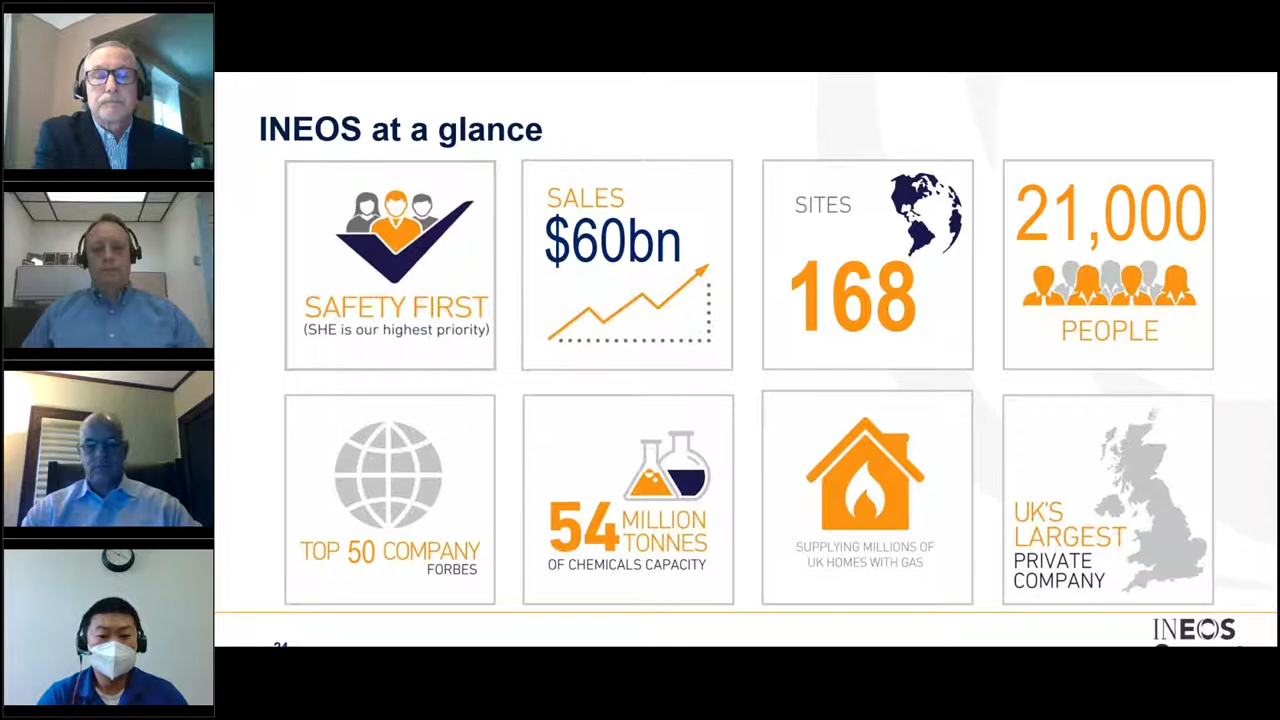 INEOS at a glance
SAFETY FIRST
(SHE is our highest priority)
SALES
$60bn
SITES
168
21,000
PEOPLE
TOP 50 COMPANY
FORBES
54 MILLION
TONNES
OF CHEMICALS CAPACITY
SUPPLYING MILLIONS OF
UK HOMES WITH GAS
UK'S
LARGEST
PRIVATE
COMPANY
INEOS